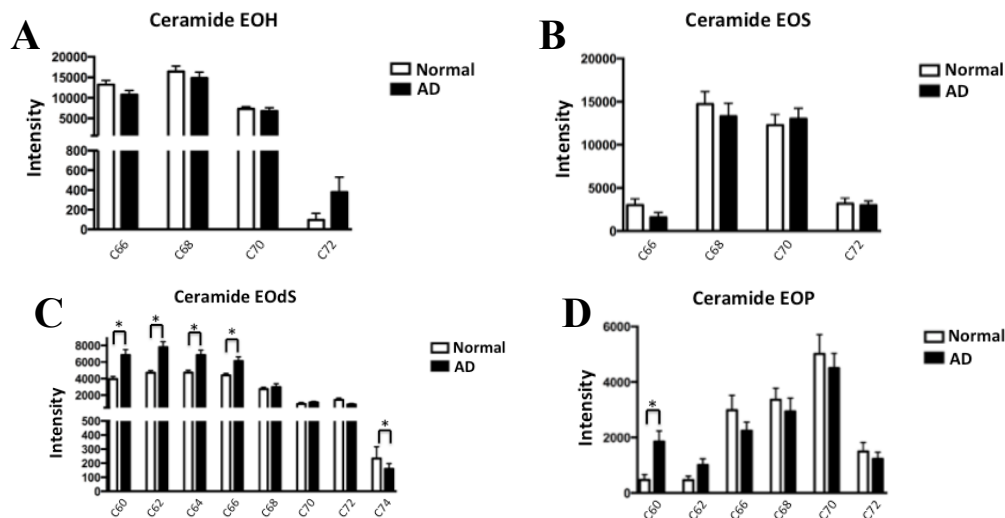 A
Ceramide EOH
Intensity
20000
15000
10000
5000
800
600
400
200
0
C66 C68 C70 C72
Normal
AD
B
Ceramide EOS
Intensity
20000
15000
10000
5000
0
C66 C68 C70 C72
Normal
AD
C
Ceramide EOdS
Intensity
8000
6000
4000
2000
500
400
300
200
100
0
* * * * *
C60 C62 C64 C66 C68 C70 C72 C74
Normal
AD
D
Ceramide EOP
Intensity
6000
4000
2000
0
*
C60 C62 C66 C68 C70 C72
Normal
AD